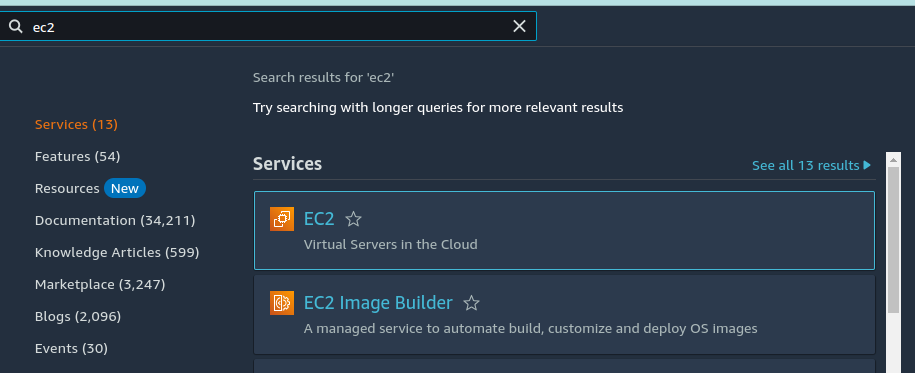 ec2
Search results for 'ec2'
Try searching with longer queries for more relevant results
Services (13)
Features (54)
Resources New
Documentation (34,211)
Knowledge Articles (599)
Marketplace (3,247)
Blogs (2,096)
Events (30)
Services
See all 13 results
EC2
Virtual Servers in the Cloud
EC2 Image Builder
A managed service to automate build, customize and deploy OS images